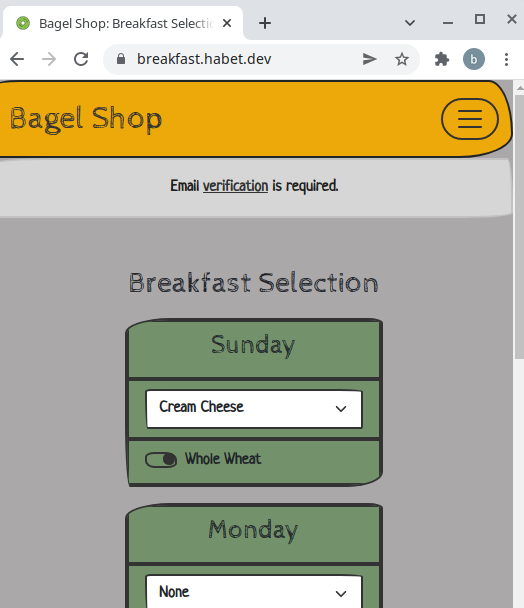 Bagel Shop: Breakfast Selectio
breakfast.habet.dev
b
Bagel Shop
Email verification is required.
Breakfast Selection
Sunday
Cream Cheese
Whole Wheat
Monday
None